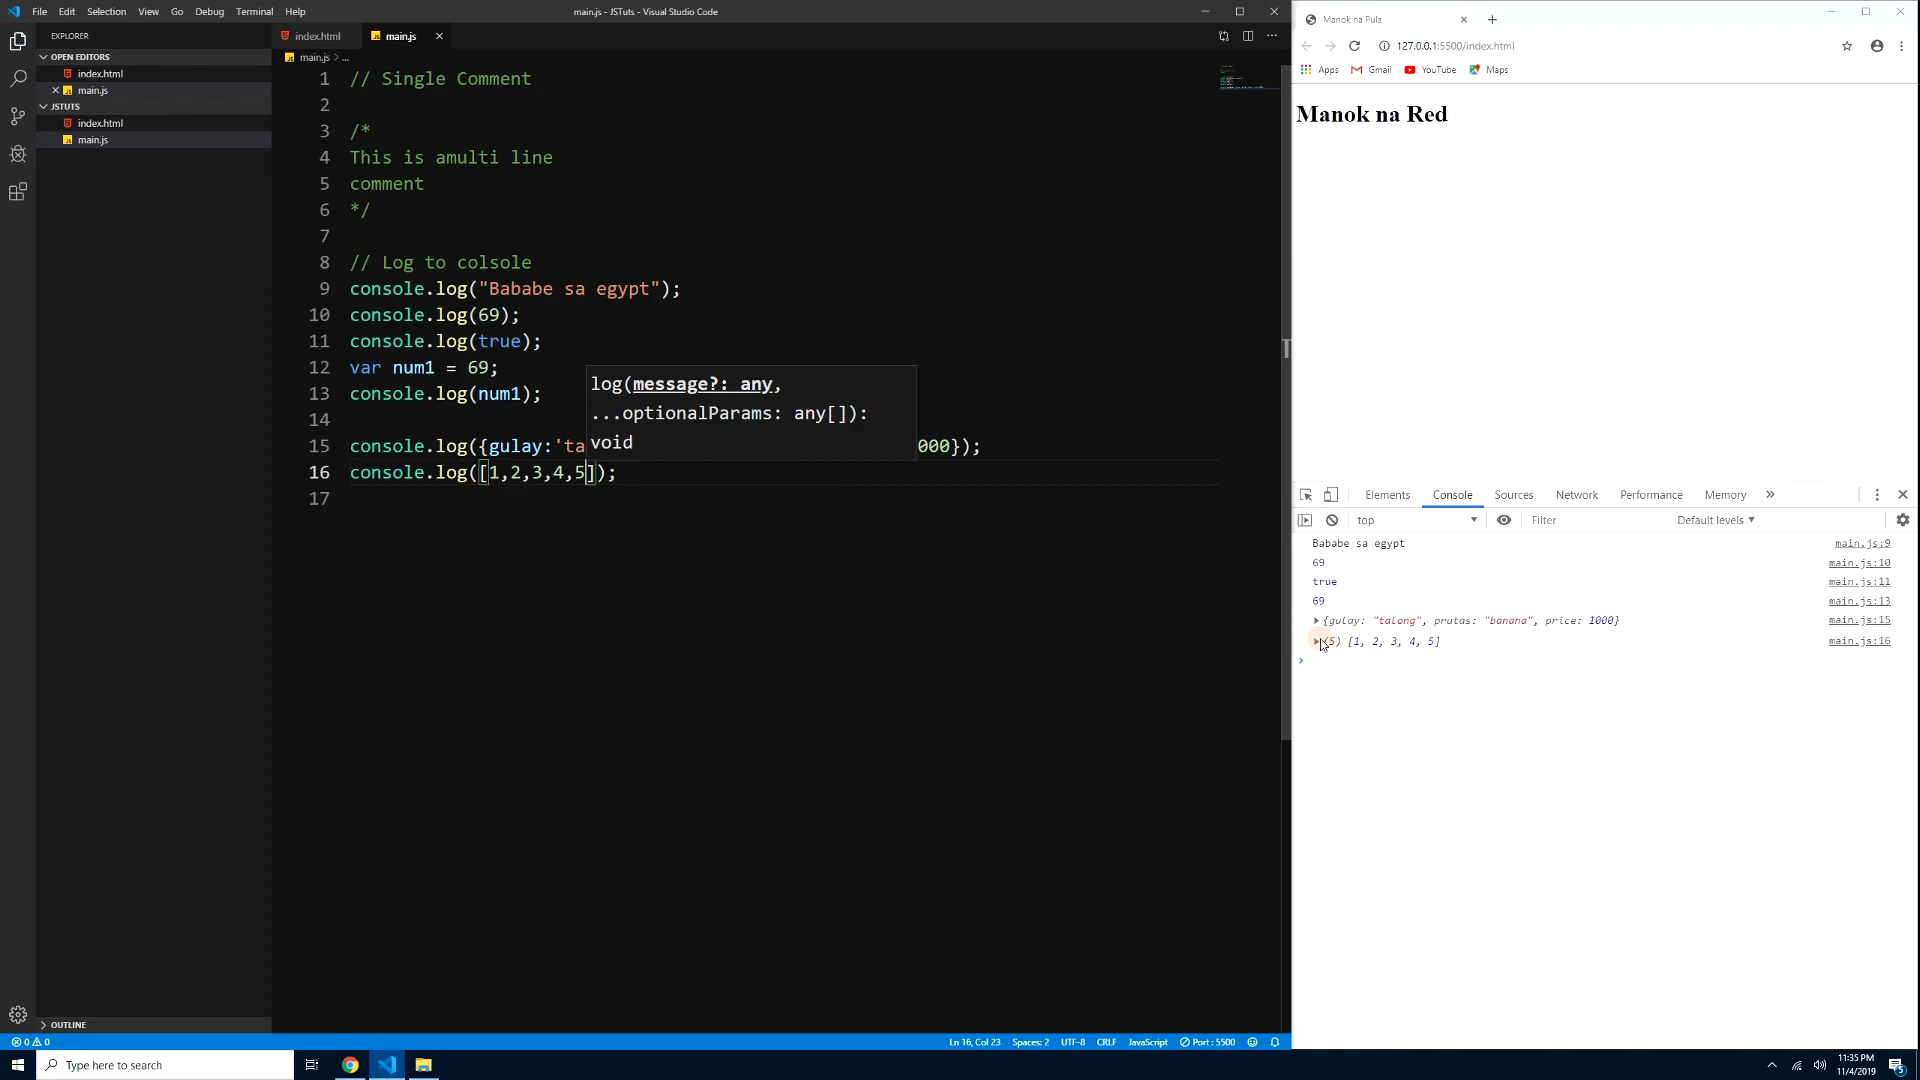 File Edit Selection View Go Debug Terminal Help
main.js - JSTuts - Visual Studio Code
EXPLORER
OPEN EDITORS
index.html
main.js
JSTUTS
index.html
main.js
OUTLINE
index.html
main.js
main.js > ...
1 // Single Comment
2
3 /*
4 This is amulti line
5 comment
6 */
7
8 // Log to colsole
9 console.log("Bababe sa egypt");
10 console.log(69);
11 console.log(true);
12 var num1 = 69;
13 console.log(num1);
14
15 console.log({gulay:'ta 000});
16 console.log([1,2,3,4,5]);
17
log(message?: any,
...optionalParams: any[]):
void
0 0
Ln 16, Col 23 Spaces: 2 UTF-8 CRLF JavaScript Port : 5500
Manok na Pula
127.0.0.1:5500/index.html
Apps Gmail YouTube Maps
Manok na Red
Elements Console Sources Network Performance Memory »
top Filter Default levels
Bababe sa egypt main.js:9
69 main.js:10
true main.js:11
69 main.js:13
{gulay: "talong", prutas: "banana", price: 1000} main.js:15
(5) [1, 2, 3, 4, 5] main.js:16
Type here to search
11:35 PM
11/4/2019
5